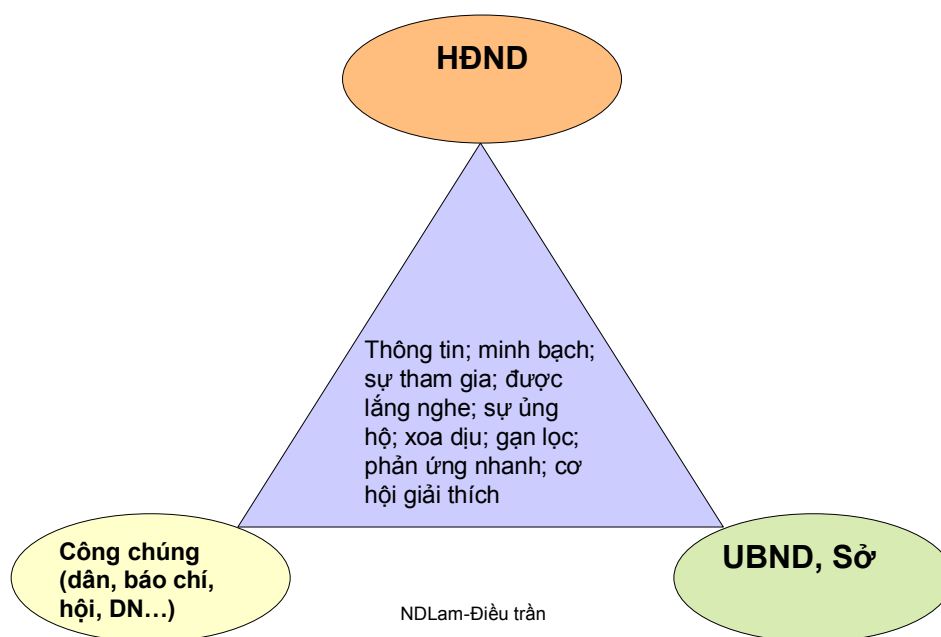 HĐND
Thông tin; minh bạch;
sự tham gia; được
lắng nghe; sự ủng
hộ; xoa dịu; gạn lọc;
phản ứng nhanh; cơ
hội giải thích
Công chúng
(dân, báo chí,
hội, DN…)
UBND, Sở
NDLam-Điều trần